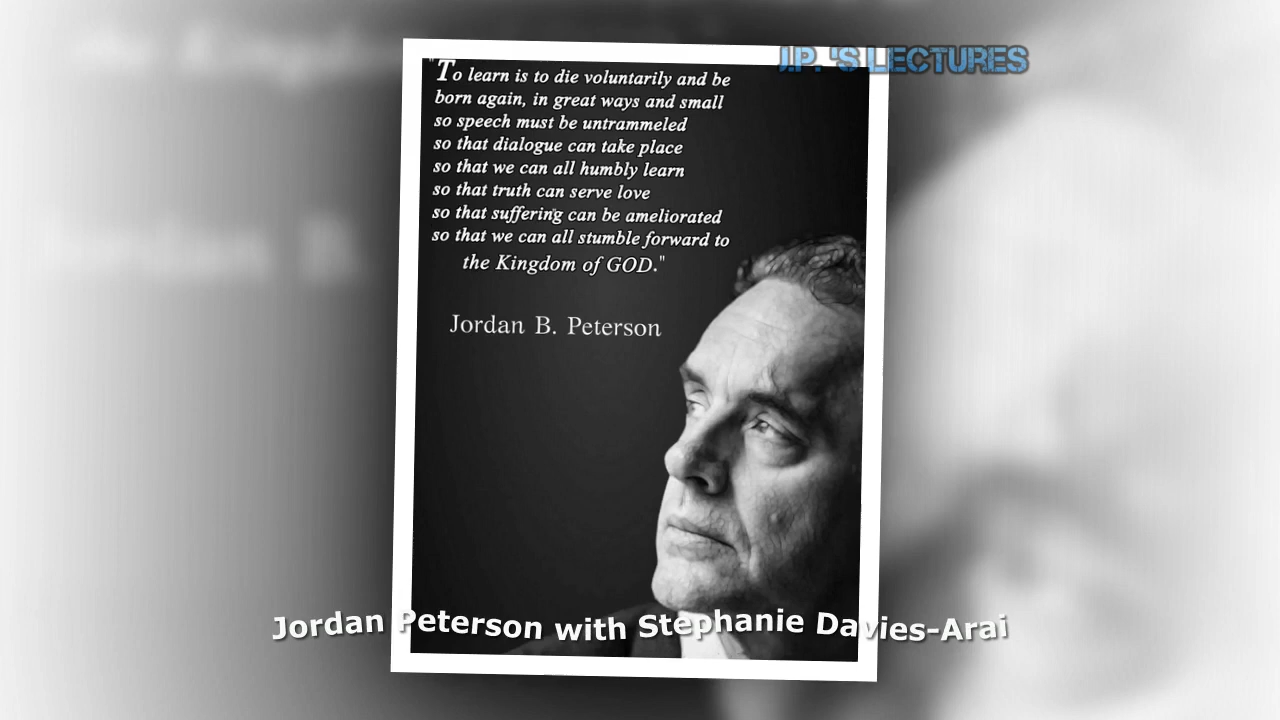 J.P. 'S LECTURES
"To learn is to die voluntarily and be
born again, in great ways and small
so speech must be untrammeled
so that dialogue can take place
so that we can all humbly learn
so that truth can serve love
so that suffering can be ameliorated
so that we can all stumble forward to
the Kingdom of GOD."
Jordan B. Peterson
Jordan Peterson with Stephanie Davies-Arai